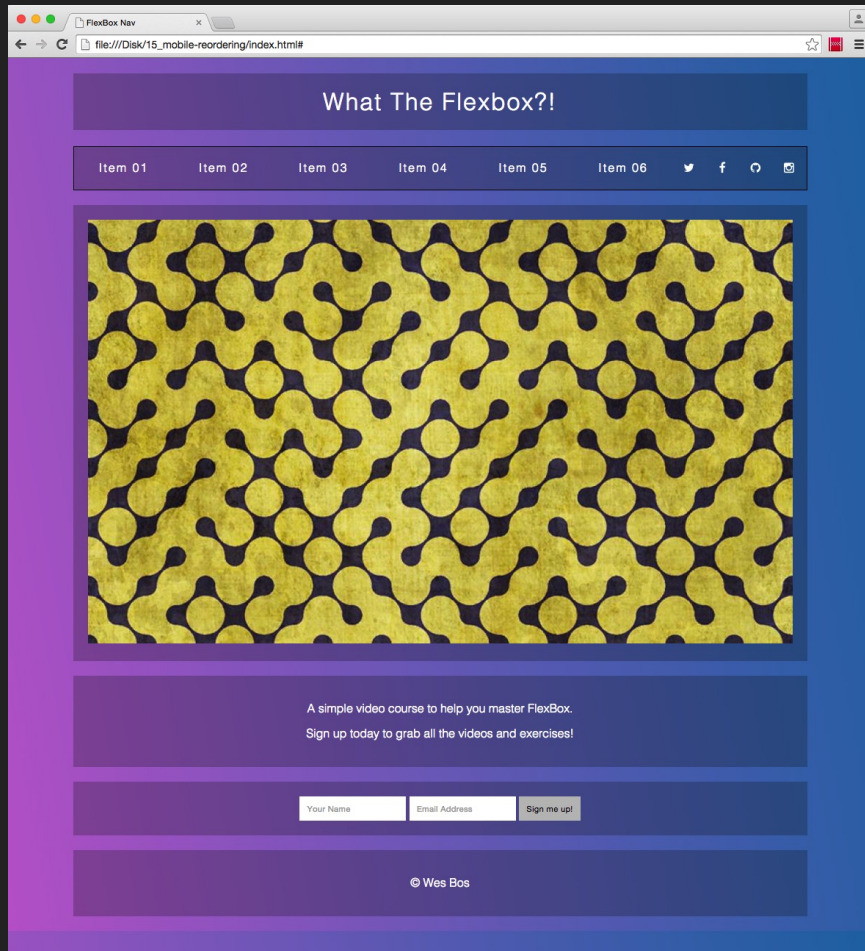 FlexBox Nav
file:///Disk/15_mobile-reordering/index.html#
What The Flexbox?!
Item 01 Item 02 Item 03 Item 04 Item 05 Item 06
A simple video course to help you master FlexBox.
Sign up today to grab all the videos and exercises!
Your Name Email Address Sign me up!
© Wes Bos